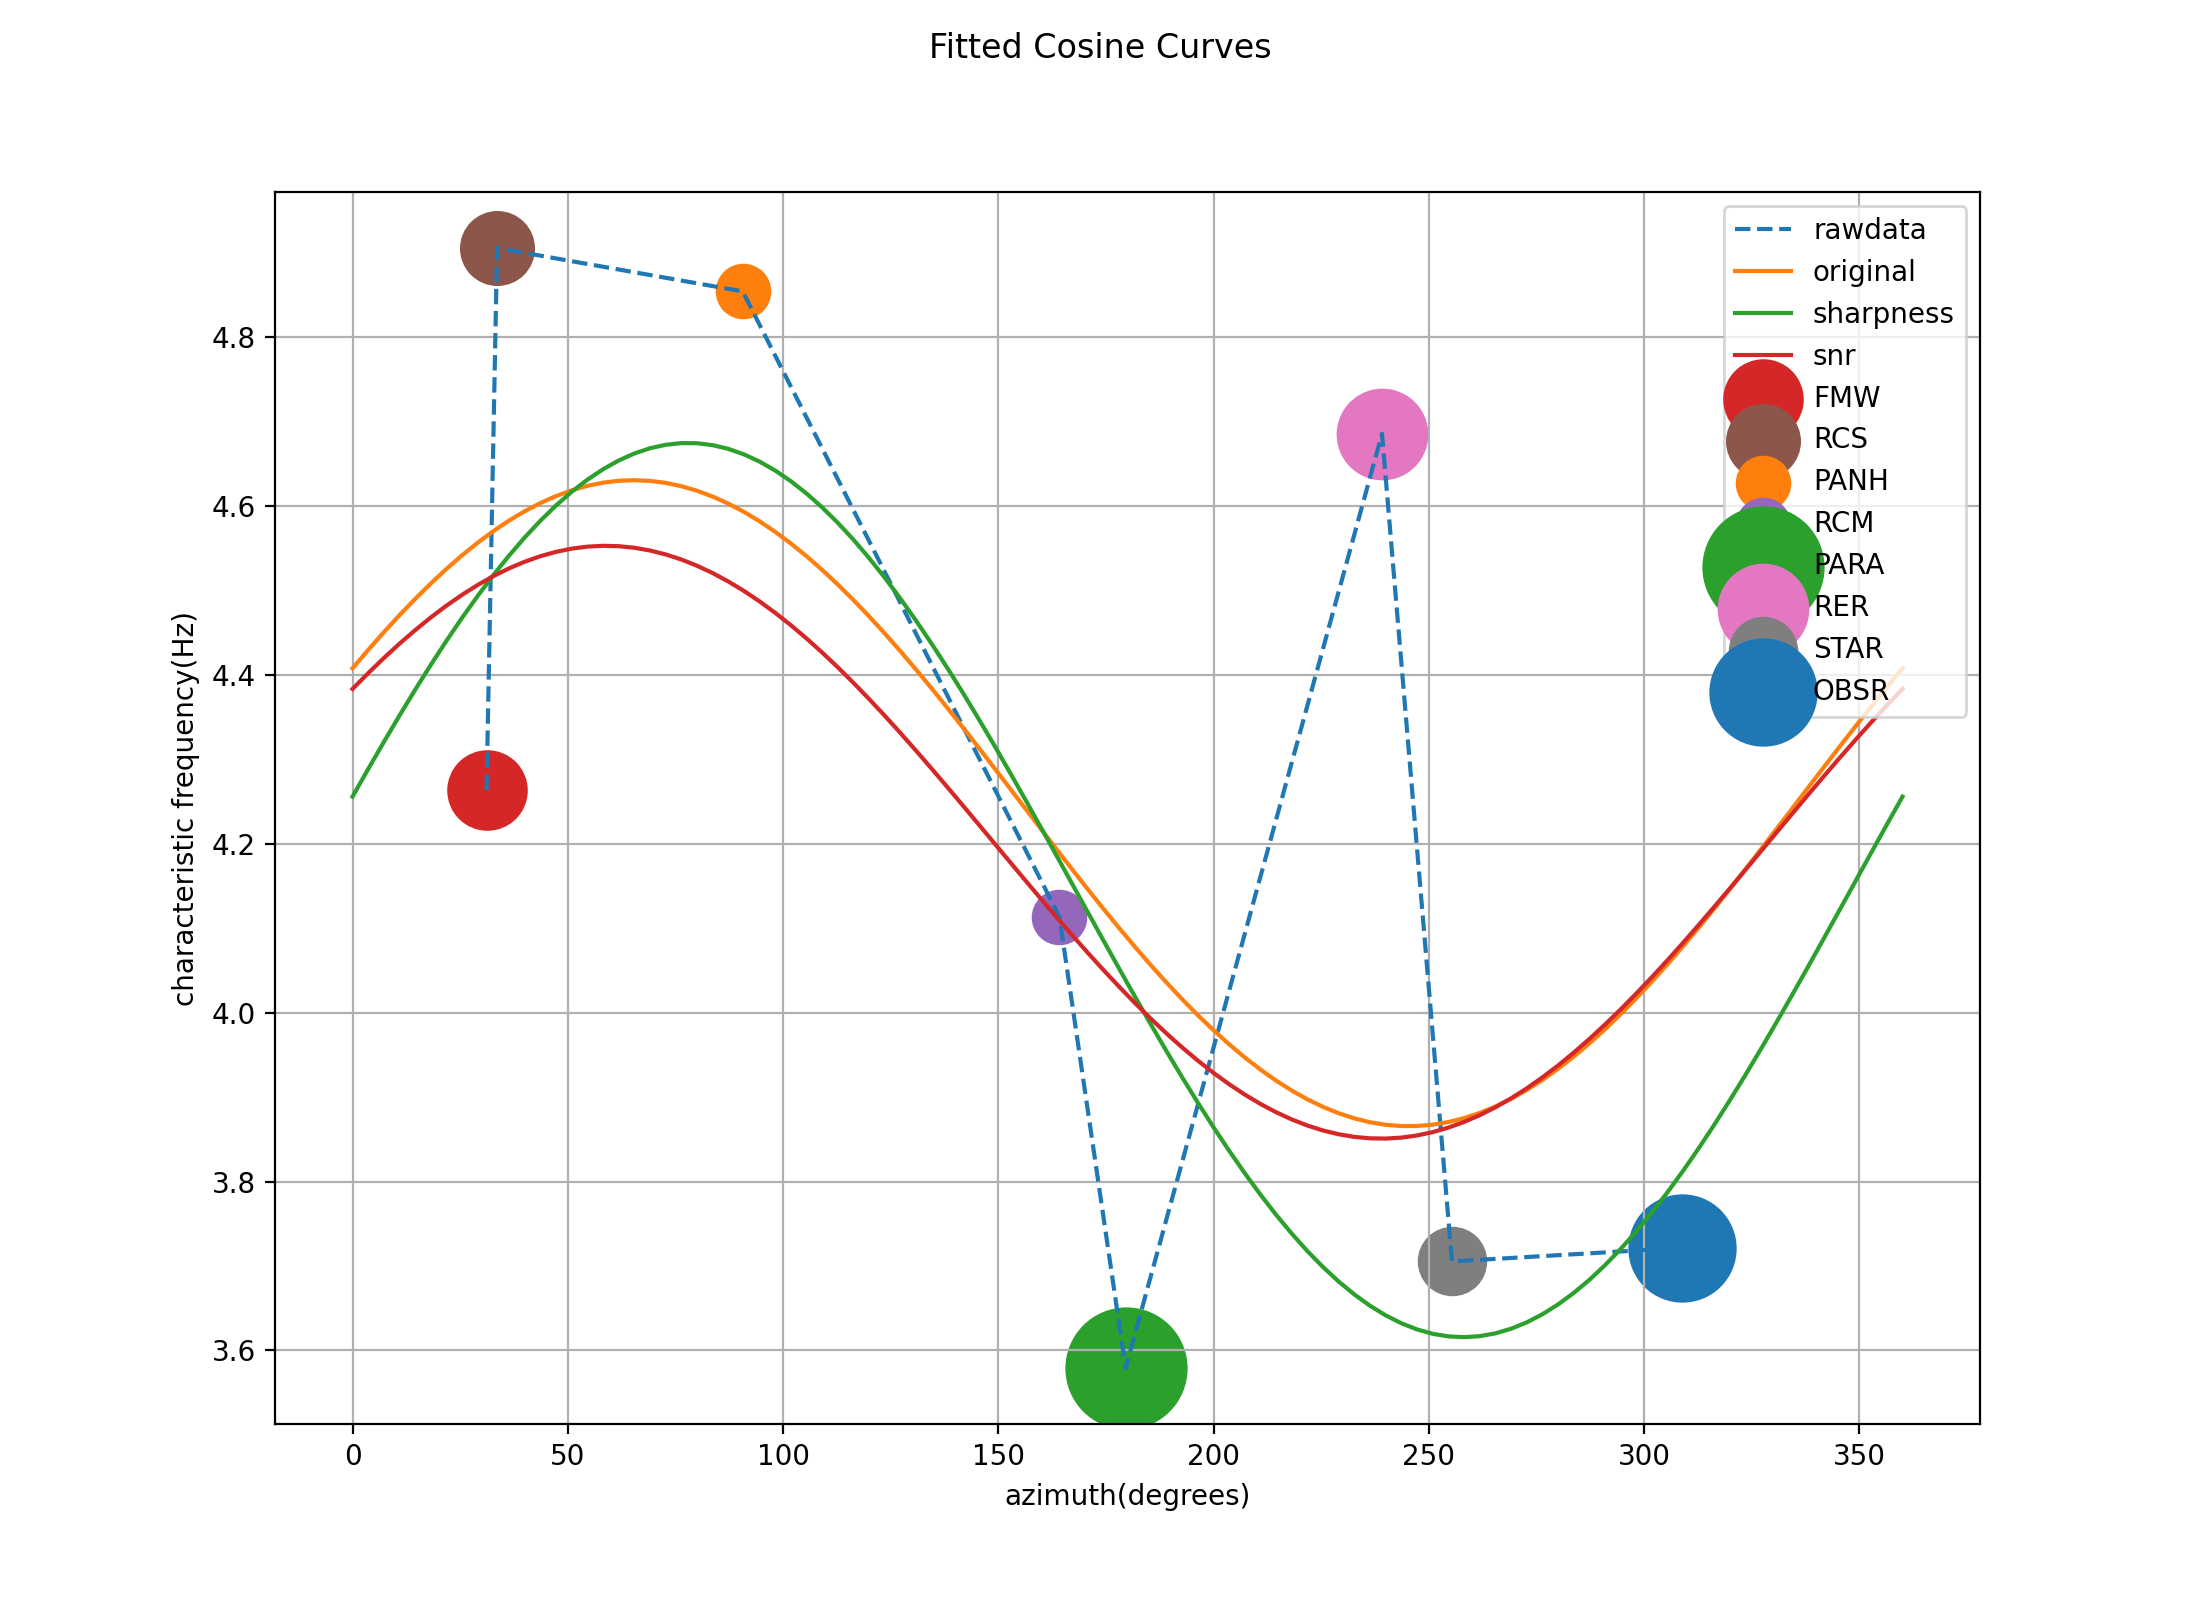 Fitted Cosine Curves
rawdata
original
sharpness
snr
FMW
RCS
PANH
RCM
PARA
RER
STAR
OBSR
4.8
4.6
4.4
4.2
4.0
3.8
3.6
characteristic frequency(Hz)
0 50 100 150 200 250 300 350
azimuth(degrees)